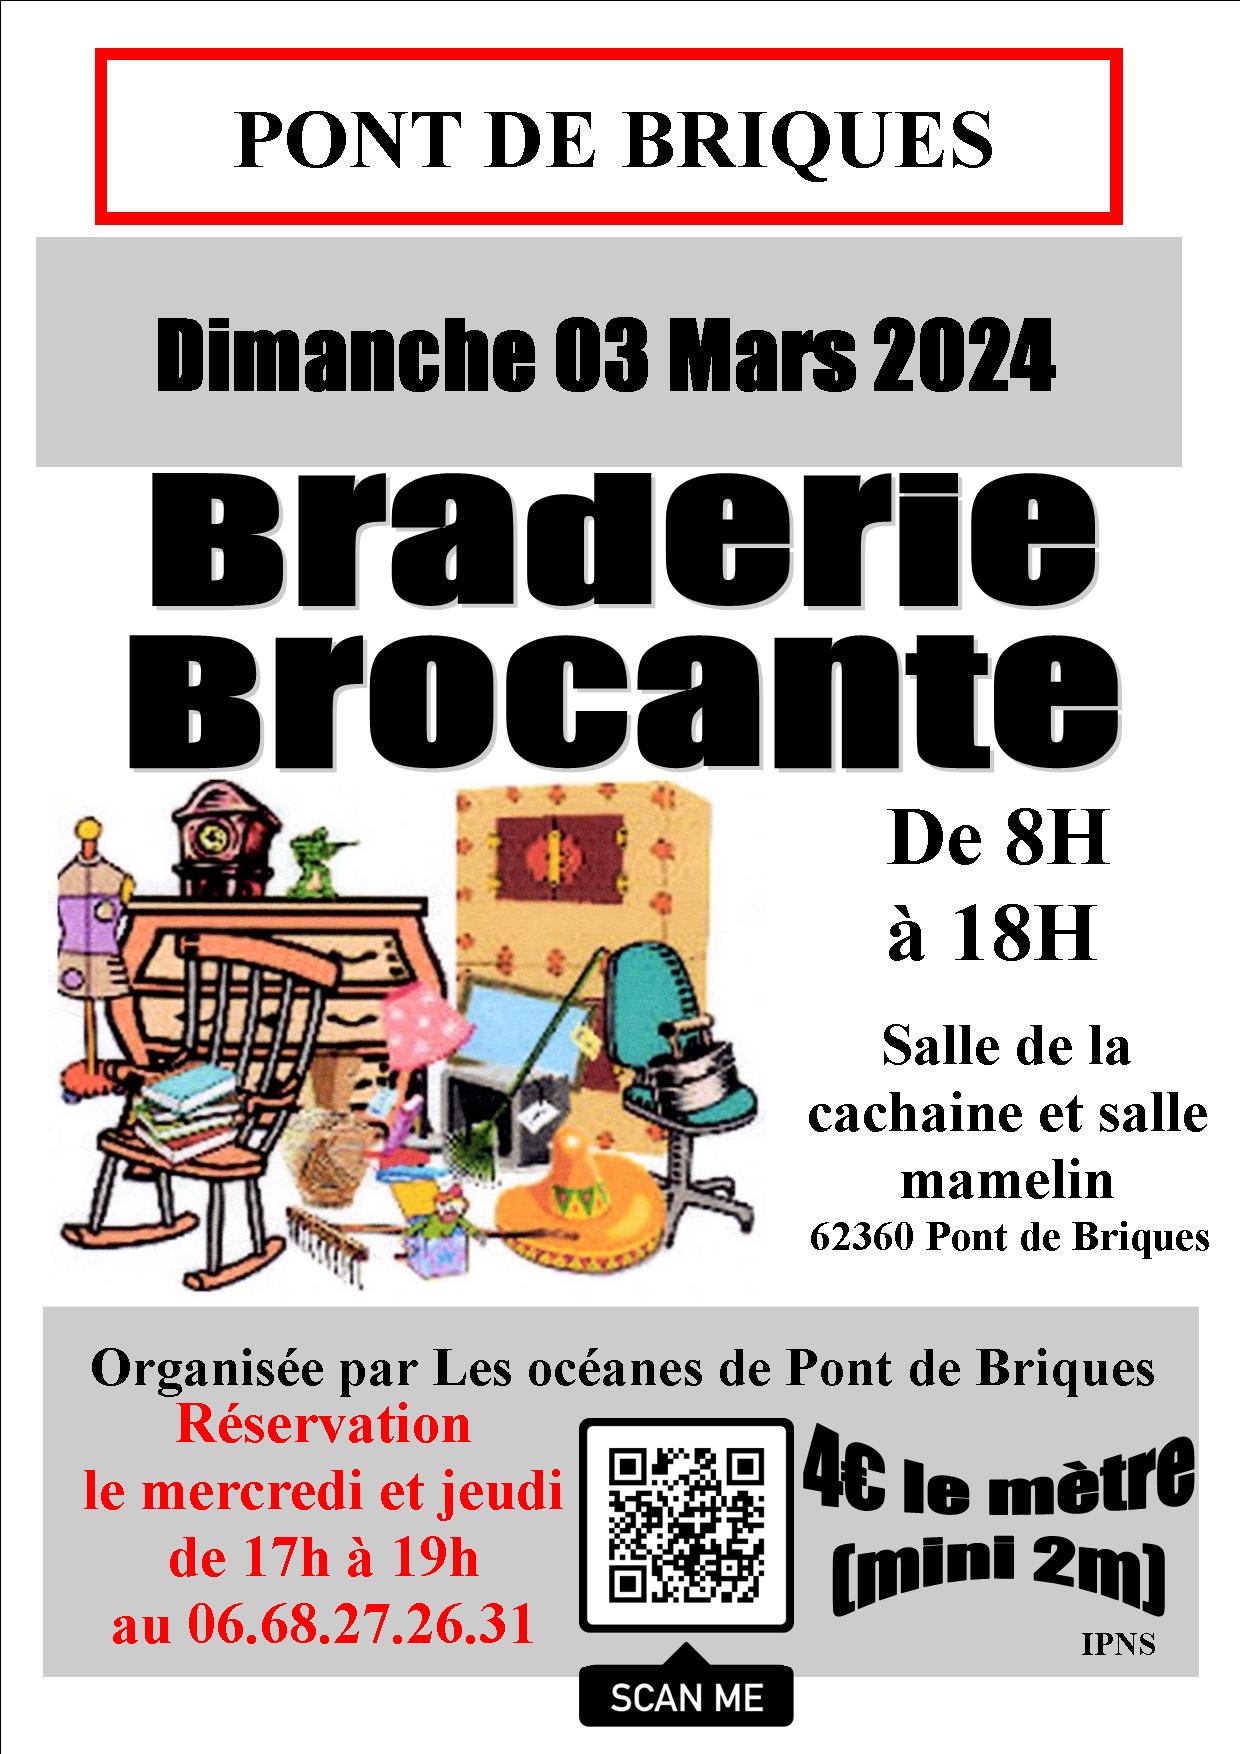 PONT DE BRIQUES
Dimanche 03 Mars 2024
Braderie
Brocante
De 8H
à 18H
Salle de la
cachaine et salle
mamelin
62360 Pont de Briques
Organisée par Les océanes de Pont de Briques
Réservation
le mercredi et jeudi
de 17h à 19h
au 06.68.27.26.31
SCAN ME
4€ le mètre
(mini 2m)
IPNS